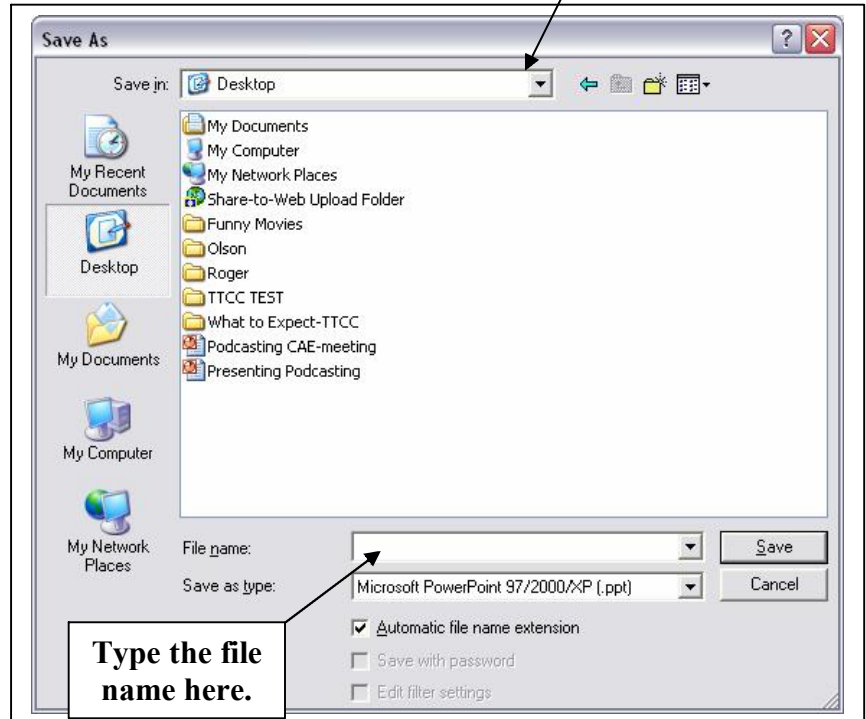 Save As
Save in:
Desktop
My Recent
Documents
Desktop
My Documents
My Computer
My Network
Places
My Documents
My Computer
My Network Places
Share-to-Web Upload Folder
Funny Movies
Olson
Roger
TTCC TEST
What to Expect-TTCC
Podcasting CAE-meeting
Presenting Podcasting
File name:
Save
Save as type:
Microsoft PowerPoint 97/2000/XP (.ppt)
Cancel
Automatic file name extension
Save with password
Edit filter settings
Type the file
name here.